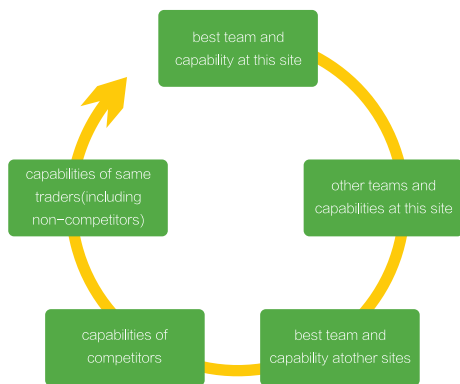 best team and
capability at this site
other teams and
capabilities at this site
best team and
capability atother sites
capabilities of
competitors
capabilities of same
traders(including
non-competitors)